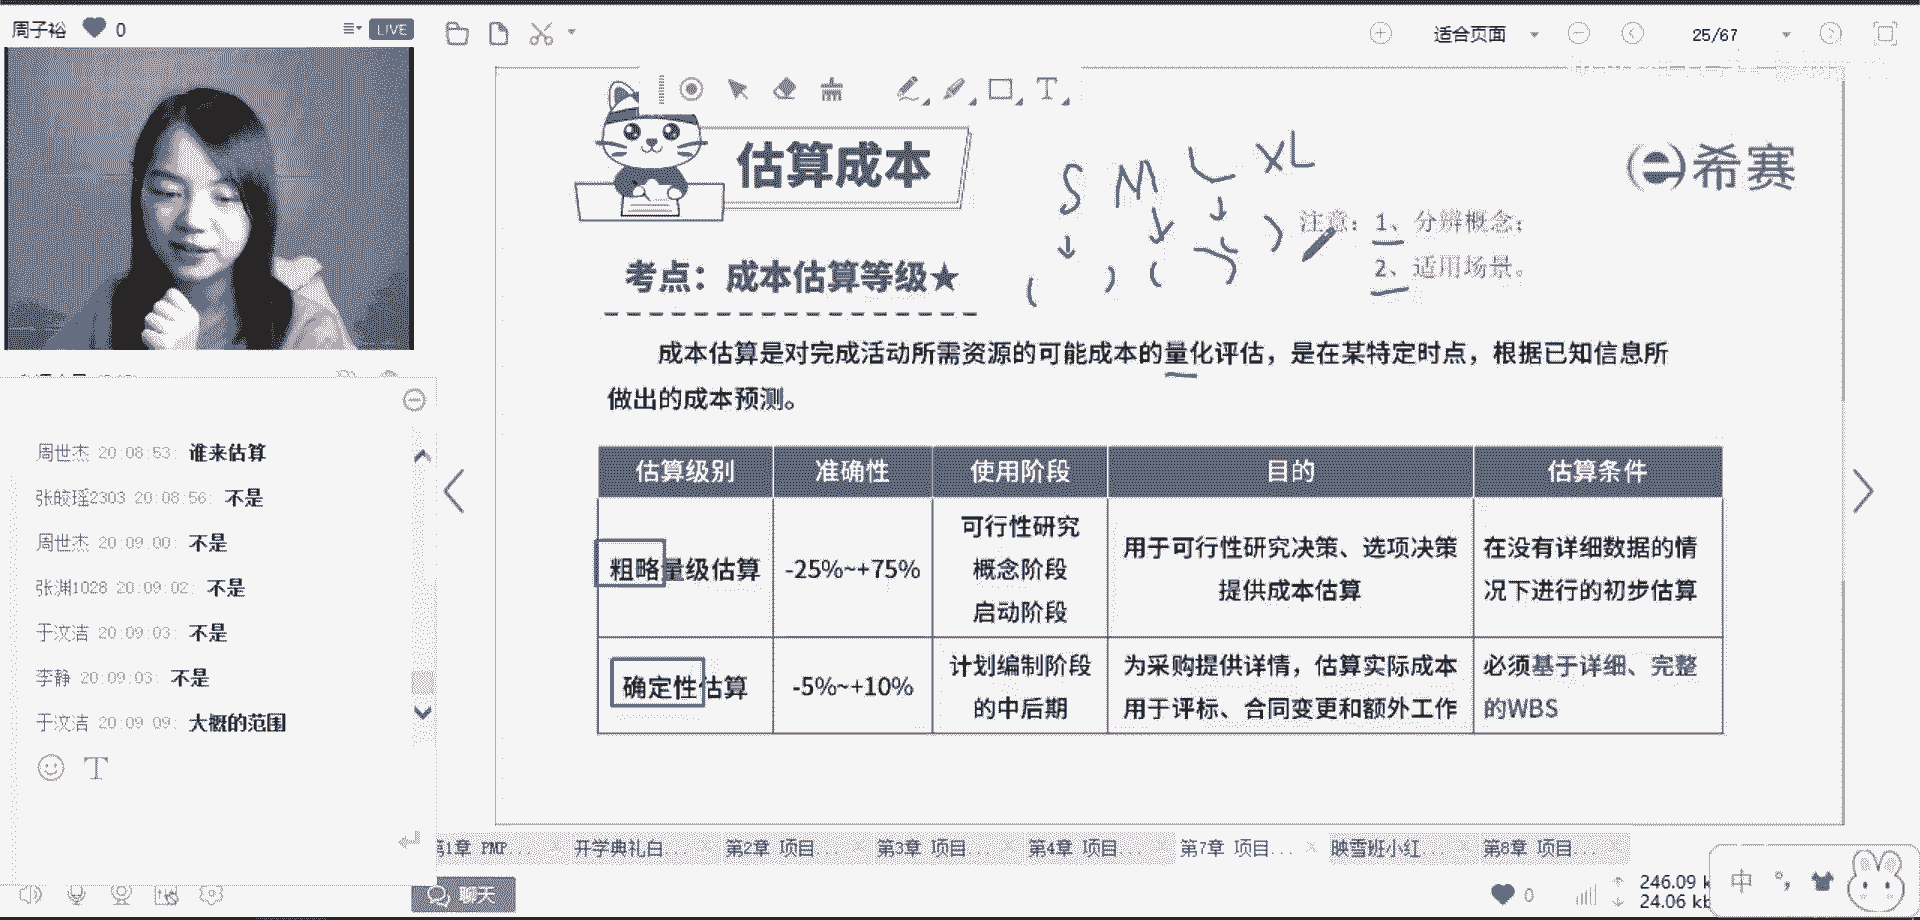 周子裕 0 LIVE
适合页面 25/67
估算成本
S M L XL
希赛
注意：1、分辨概念；
2、适用场景。
考点：成本估算等级★
成本估算是对完成活动所需资源的可能成本的量化评估，是在某特定时点，根据已知信息所
做出的成本预测。
估算级别 准确性 使用阶段 目的 估算条件
粗略量级估算 -25%~+75% 可行性研究 概念阶段 启动阶段 用于可行性研究决策、选项决策 提供成本估算 在没有详细数据的情 况下进行的初步估算
确定性估算 -5%~+10% 计划编制阶段 的中后期 为采购提供详情，估算实际成本 用于评标、合同变更和额外工作 必须基于详细、完整 的WBS
周世杰 20:08:53: 谁来估算
张皎瑶2303 20:08:56: 不是
周世杰 20:09:00: 不是
张渊1028 20:09:02: 不是
于汶洁 20:09:03: 不是
李静 20:09:03: 不是
于汶洁 20:09:09: 大概的范围
第1章 PMP... 开学典礼白... 第2章 项目... 第3章 项目... 第4章 项目... 第7章 项目... 映雪班小红... 第8章 项目...
聊天
0 246.09 k
24.06 kb
中